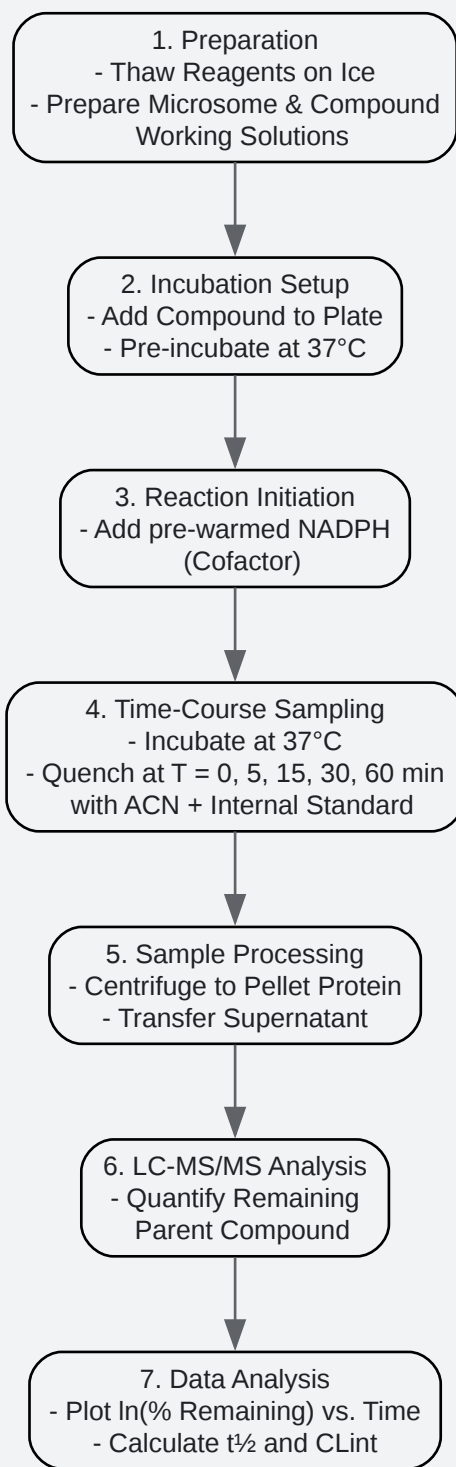 1. Preparation
- Thaw Reagents on Ice
- Prepare Microsome & Compound
Working Solutions
2. Incubation Setup
- Add Compound to Plate
- Pre-incubate at 37°C
3. Reaction Initiation
- Add pre-warmed NADPH
(Cofactor)
4. Time-Course Sampling
- Incubate at 37°C
- Quench at T = 0, 5, 15, 30, 60 min
with ACN + Internal Standard
5. Sample Processing
- Centrifuge to Pellet Protein
- Transfer Supernatant
6. LC-MS/MS Analysis
- Quantify Remaining
Parent Compound
7. Data Analysis
- Plot ln(% Remaining) vs. Time
- Calculate t½ and CLint